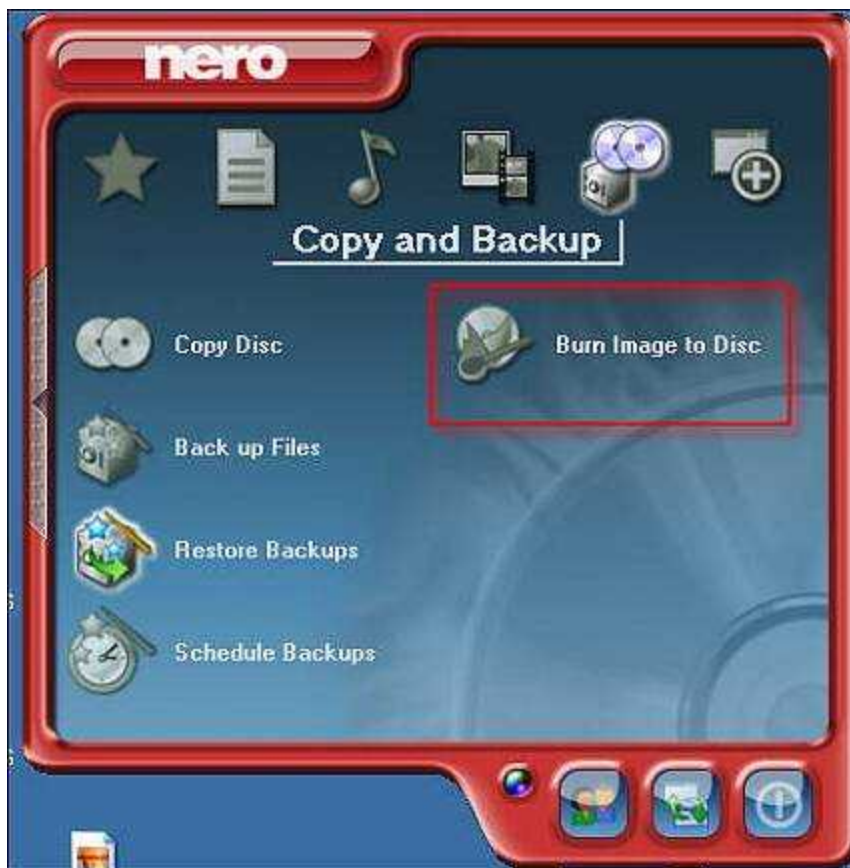 nero
Copy and Backup
Copy Disc
Burn Image to Disc
Back up Files
Restore Backups
Schedule Backups